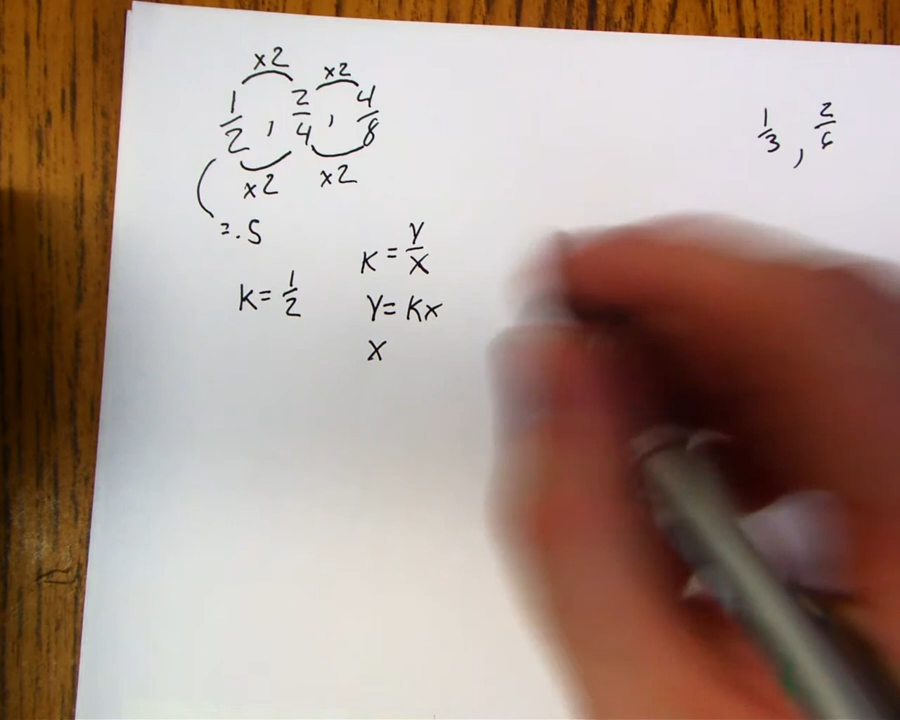 x2 x2
1/2 , 2/4 , 4/8
x2 x2
= .5
K = 1/2
K = Y/X
Y = Kx
X
1/3 , 2/6